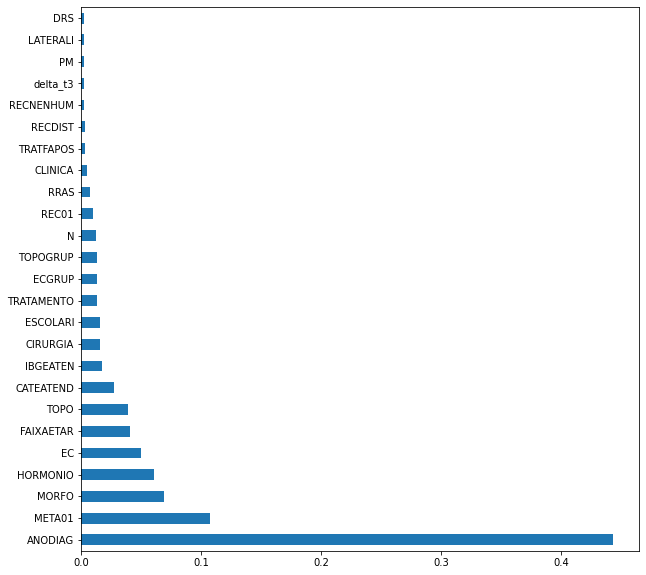 DRS
LATERALI
PM
delta_t3
RECNENHUM
RECDIST
TRATFAPOS
CLINICA
RRAS
REC01
N
TOPOGRUP
ECGRUP
TRATAMENTO
ESCOLARI
CIRURGIA
IBGEATEN
CATEATEND
TOPO
FAIXAETAR
EC
HORMONIO
MORFO
META01
ANODIAG
0.0 0.1 0.2 0.3 0.4